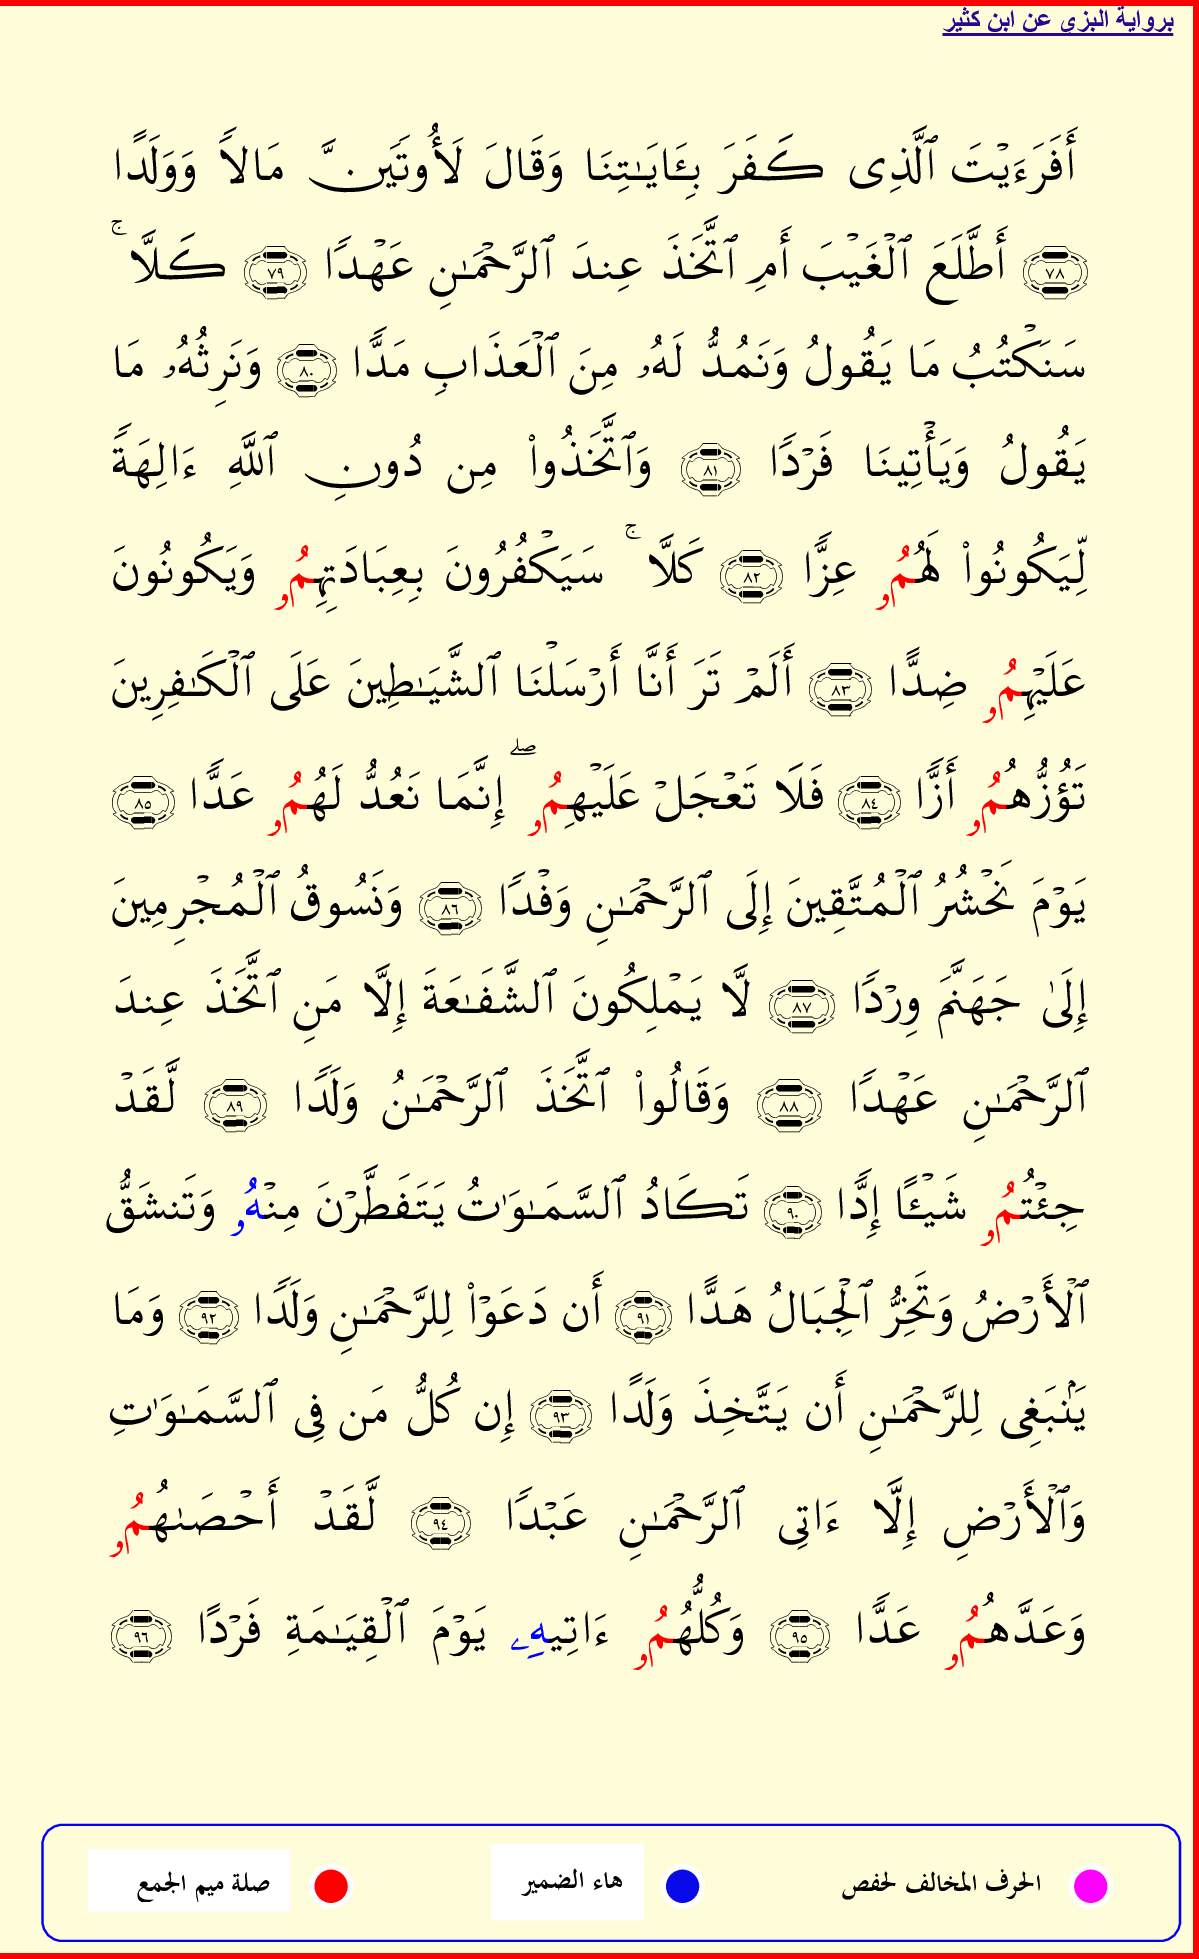 برواية البزي عن ابن كثير
أَفَرَءَيۡتَ ٱلَّذِى كَفَرَ بِـَٔايَـٰتِنَا وَقَالَ لَأُوتَيَنَّ مَالاً وَوَلَدًا
٧٨ أَطَّلَعَ ٱلۡغَيۡبَ أَمِ ٱتَّخَذَ عِندَ ٱلرَّحۡمَـٰنِ عَهۡدًا ٧٩ كَلَّاۚ
سَنَكۡتُبُ مَا يَقُولُ وَنَمُدُّ لَهُۥ مِنَ ٱلۡعَذَابِ مَدًّا ٨٠ وَنَرِثُهُۥ مَا
يَقُولُ وَيَأۡتِينَا فَرۡدًا ٨١ وَٱتَّخَذُواْ مِن دُونِ ٱللَّهِ ءَالِهَةً
لِّيَكُونُواْ لَهُمُۥ عِزًّا ٨٢ كَلَّاۚ سَيَكۡفُرُونَ بِعِبَادَتِهِمُۥ وَيَكُونُونَ
عَلَيۡهِمُۥ ضِدًّا ٨٣ أَلَمۡ تَرَ أَنَّا أَرۡسَلۡنَا ٱلشَّيَـٰطِينَ عَلَى ٱلۡكَـٰفِرِينَ
تَؤُزُّهُمُۥ أَزًّا ٨٤ فَلَا تَعۡجَلۡ عَلَيۡهِمُۥۖ إِنَّمَا نَعُدُّ لَهُمُۥ عَدًّا ٨٥
يَوۡمَ نَحۡشُرُ ٱلۡمُتَّقِينَ إِلَى ٱلرَّحۡمَـٰنِ وَفۡدًا ٨٦ وَنَسُوقُ ٱلۡمُجۡرِمِينَ
إِلَىٰ جَهَنَّمَ وِرۡدًا ٨٧ لَّا يَمۡلِكُونَ ٱلشَّفَـٰعَةَ إِلَّا مَنِ ٱتَّخَذَ عِندَ
ٱلرَّحۡمَـٰنِ عَهۡدًا ٨٨ وَقَالُواْ ٱتَّخَذَ ٱلرَّحۡمَـٰنُ وَلَدًا ٨٩ لَّقَدۡ
جِئۡتُمُۥ شَيۡـًٔا إِدًّا ٩٠ تَكَادُ ٱلسَّمَـٰوَٰتُ يَتَفَطَّرۡنَ مِنۡهُۥ وَتَنشَقُّ
ٱلۡأَرۡضُ وَتَخِرُّ ٱلۡجِبَالُ هَدًّا ٩١ أَن دَعَوۡاْ لِلرَّحۡمَـٰنِ وَلَدًا ٩٢ وَمَا
يَنۢبَغِى لِلرَّحۡمَـٰنِ أَن يَتَّخِذَ وَلَدًا ٩٣ إِن كُلُّ مَن فِى ٱلسَّمَـٰوَٰتِ
وَٱلۡأَرۡضِ إِلَّا ءَاتِى ٱلرَّحۡمَـٰنِ عَبۡدًا ٩٤ لَّقَدۡ أَحۡصَىٰهُمُۥ
وَعَدَّهُمُۥ عَدًّا ٩٥ وَكُلُّهُمُۥ ءَاتِيهِۦ يَوۡمَ ٱلۡقِيَـٰمَةِ فَرۡدًا ٩٦
الحرف المخالف لحفص هاء الضمير صلة ميم الجمع